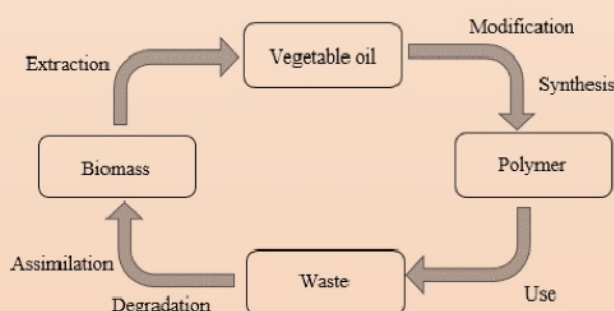 Modification
Vegetable oil
Extraction
Synthesis
Biomass
Polymer
Assimilation
Waste
Degradation
Use